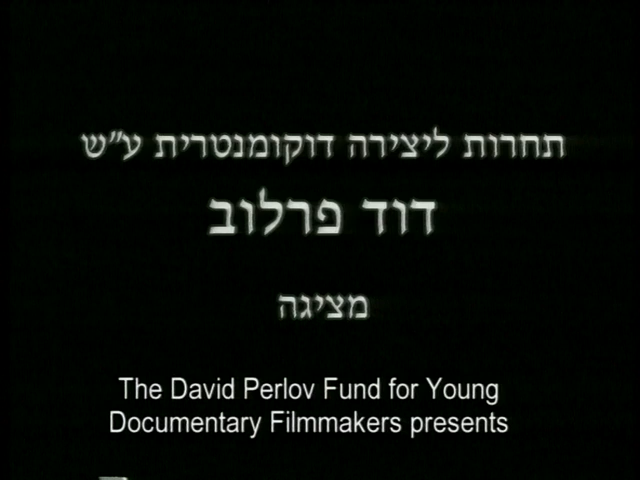 תחרות ליצירה דוקומנטרית ע"ש
דוד פרלוב
מציגה
The David Perlov Fund for Young
Documentary Filmmakers presents